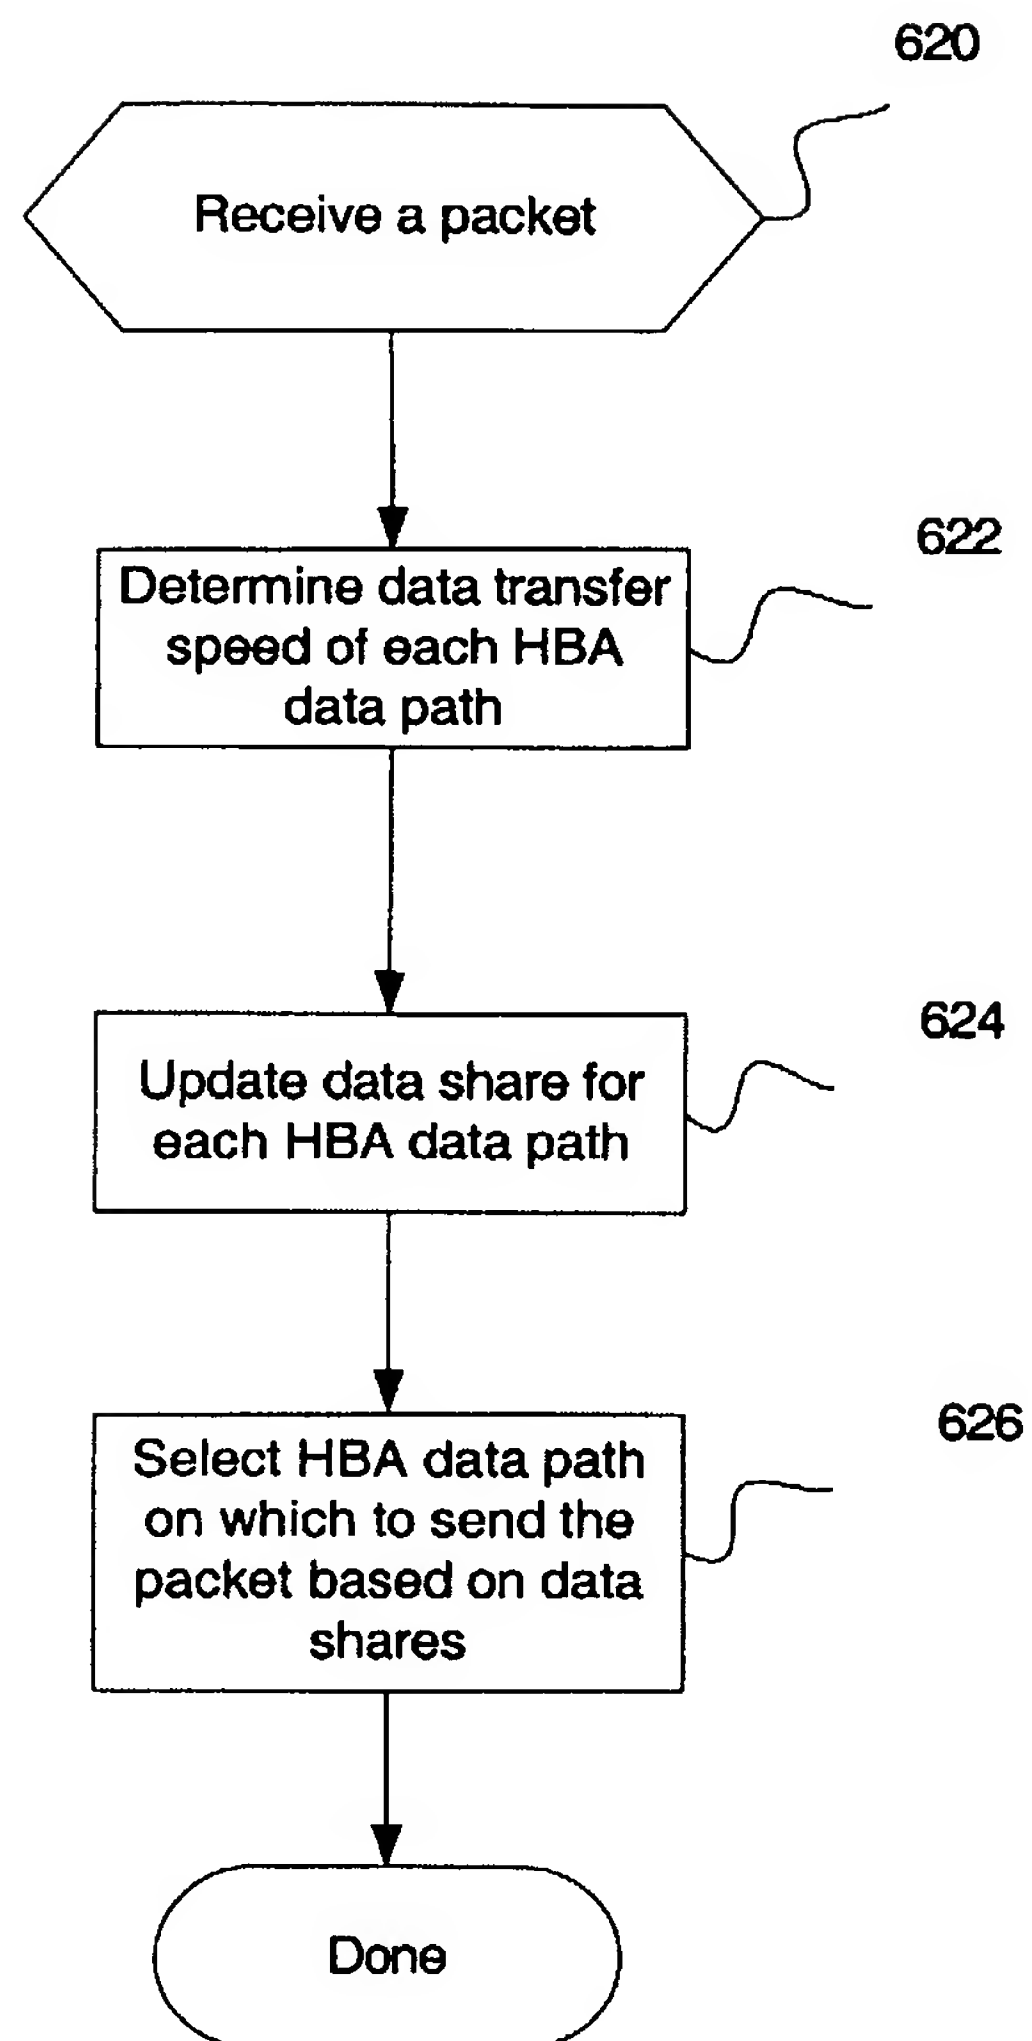 620
Receive a packet
622
Determine data transfer
speed of each HBA
data path
624
Update data share for
each HBA data path
626
Select HBA data path
on which to send the
packet based on data
shares
Done